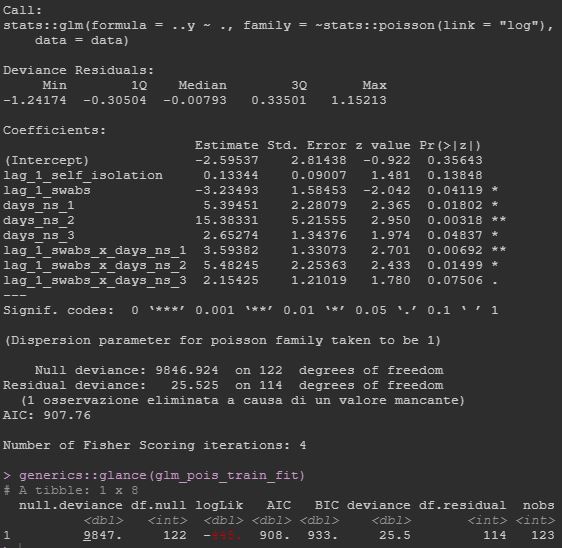 Call:
stats::glm(formula = ..y ~ ., family = ~stats::poisson(link = "log"),
    data = data)

Deviance Residuals:
     Min        1Q    Median        3Q       Max
-1.24174  -0.30504  -0.00793   0.33501   1.15213

Coefficients:
                        Estimate Std. Error z value Pr(>|z|)
(Intercept)             -2.59537    2.81438  -0.922  0.35643
lag_1_self_isolation     0.13344    0.09007   1.481  0.13848
lag_1_swabs             -3.23493    1.58453  -2.042  0.04119 *
days_ns_1                5.39451    2.28079   2.365  0.01802 *
days_ns_2               15.38331    5.21555   2.950  0.00318 **
days_ns_3                2.65274    1.34376   1.974  0.04837 *
lag_1_swabs_x_days_ns_1  3.59382    1.33073   2.701  0.00692 **
lag_1_swabs_x_days_ns_2  5.48245    2.25363   2.433  0.01499 *
lag_1_swabs_x_days_ns_3  2.15425    1.21019   1.780  0.07506 .
---
Signif. codes:  0 ‘***’ 0.001 ‘**’ 0.01 ‘*’ 0.05 ‘.’ 0.1 ‘ ’ 1

(Dispersion parameter for poisson family taken to be 1)

    Null deviance: 9846.924  on 122  degrees of freedom
Residual deviance:   25.525  on 114  degrees of freedom
  (1 osservazione eliminata a causa di un valore mancante)
AIC: 907.76

Number of Fisher Scoring iterations: 4

> generics::glance(glm_pois_train_fit)
# A tibble: 1 x 8
  null.deviance df.null logLik   AIC   BIC deviance df.residual  nobs
          <dbl>   <int>  <dbl> <dbl> <dbl>    <dbl>       <int> <int>
1         9847.     122        908.  933.     25.5         114   123